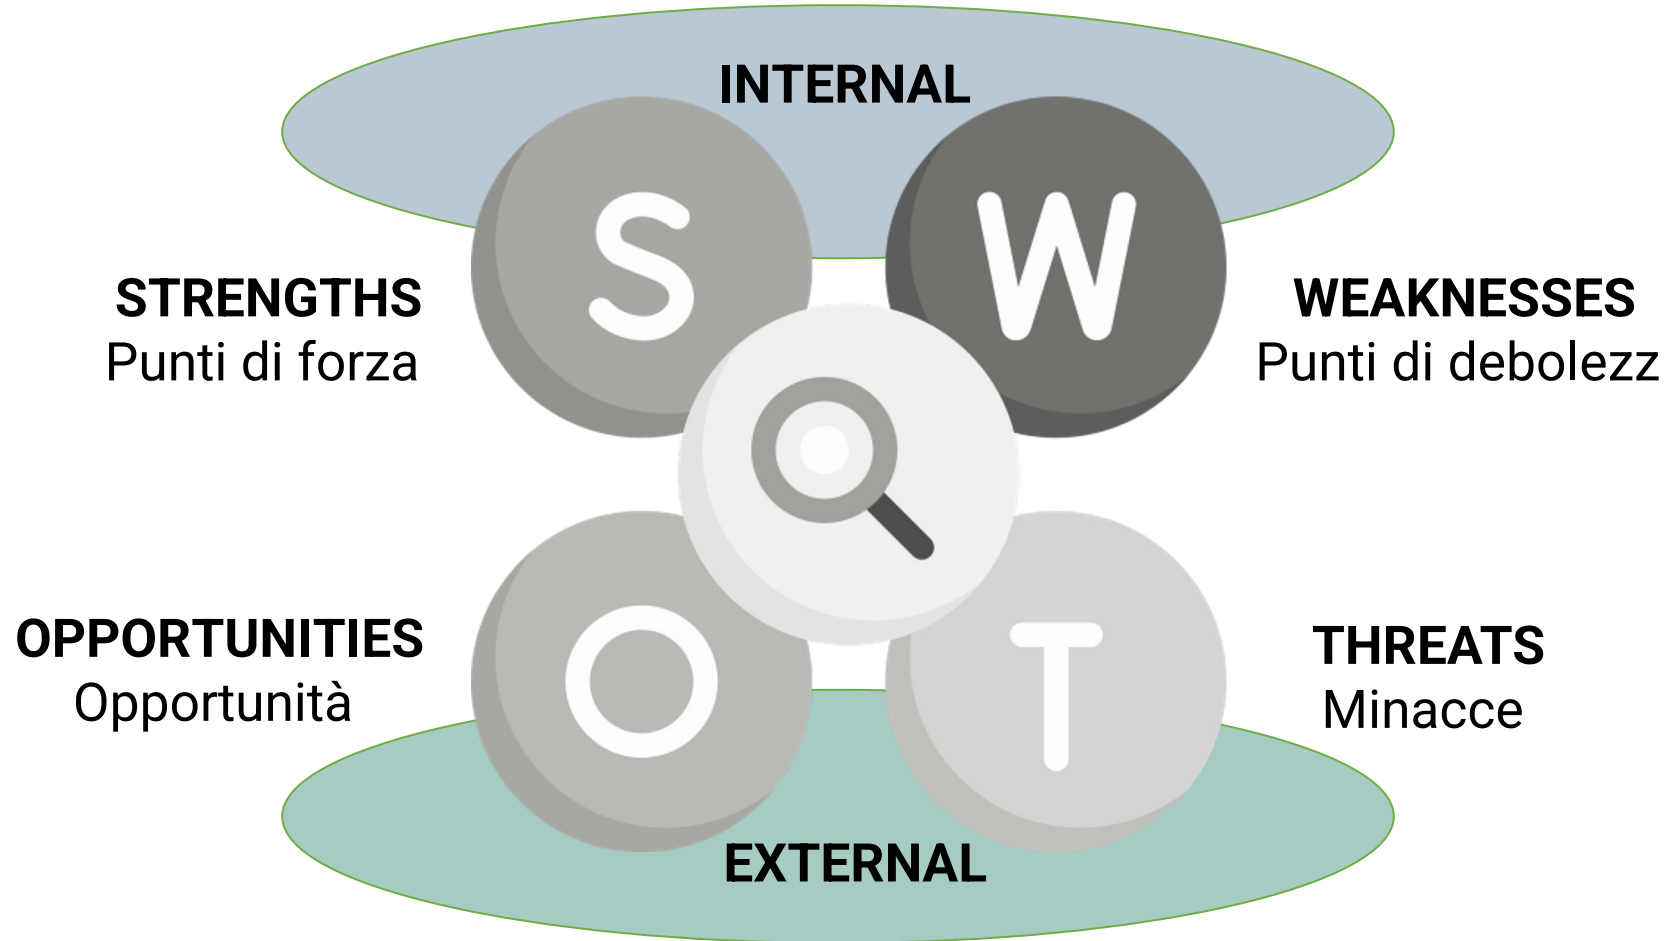 INTERNAL
S
W
STRENGTHS
Punti di forza
WEAKNESSES
Punti di debolezz
O
T
OPPORTUNITIES
Opportunità
THREATS
Minacce
EXTERNAL